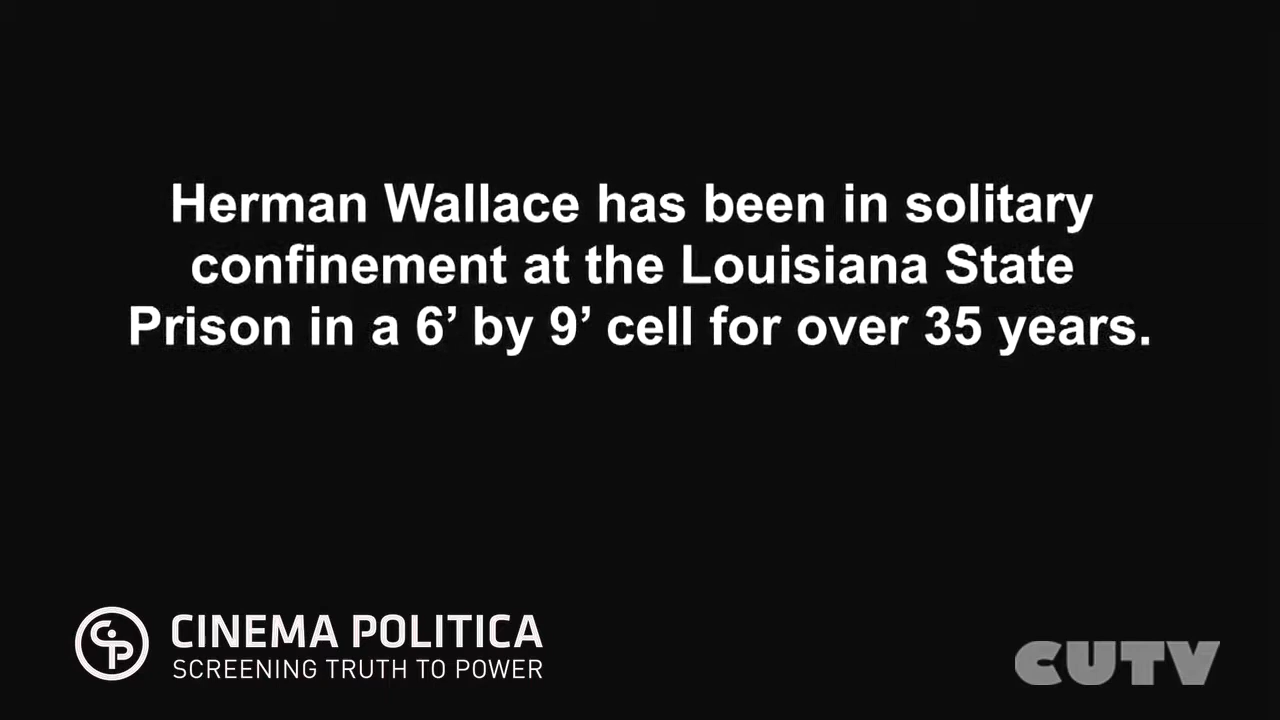 Herman Wallace has been in solitary
confinement at the Louisiana State
Prison in a 6’ by 9’ cell for over 35 years.
CP
CINEMA POLITICA
SCREENING TRUTH TO POWER
CUTV